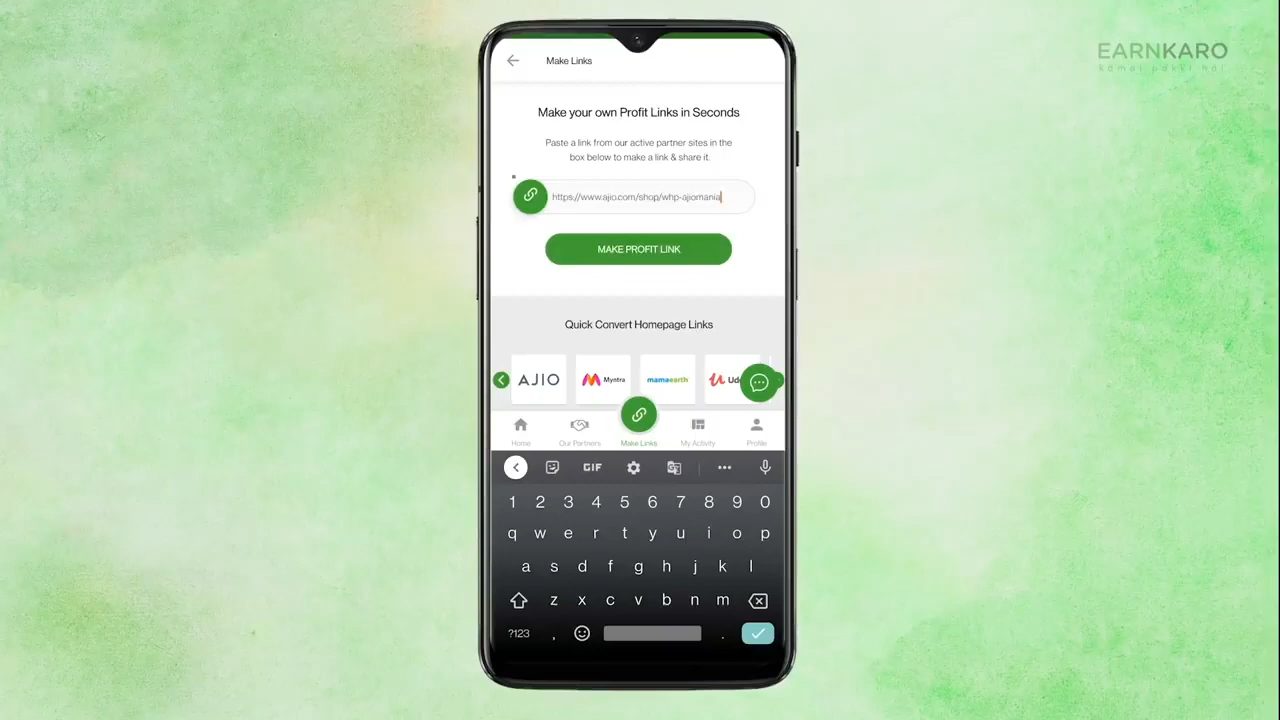 EARNKARO
kamai pakki hai
Make Links
Make your own Profit Links in Seconds
Paste a link from our active partner sites in the
box below to make a link & share it.
https://www.ajio.com/shop/whp-ajiomania
MAKE PROFIT LINK
Quick Convert Homepage Links
AJIO
Myntra
mamaearth
Home
Our Partners
Make Links
My Activity
Profile
GIF
1 2 3 4 5 6 7 8 9 0
q w e r t y u i o p
a s d f g h j k l
z x c v b n m
?123 , .